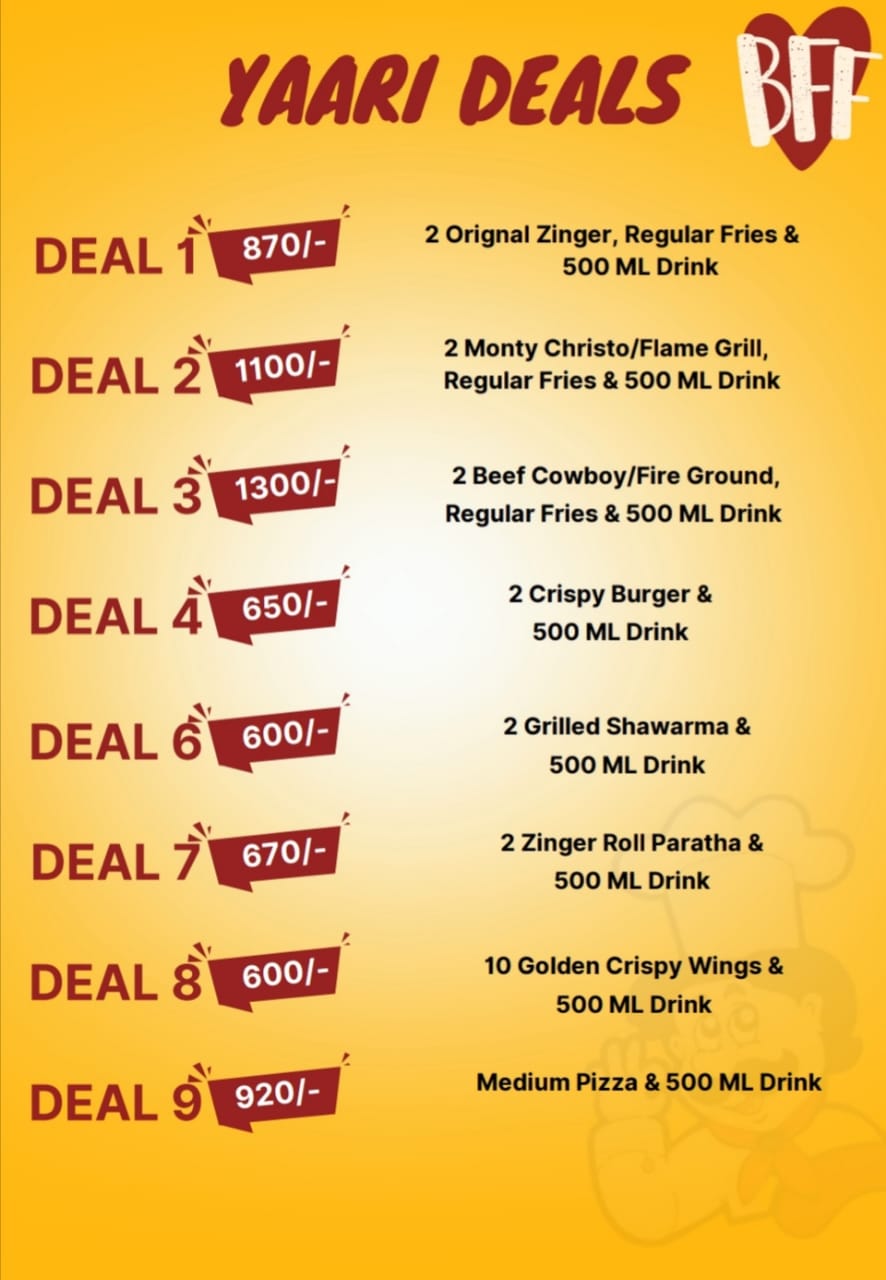 YAARI DEALS
BFF
DEAL 1
870/-
2 Orignal Zinger, Regular Fries &
500 ML Drink
DEAL 2
1100/-
2 Monty Christo/Flame Grill,
Regular Fries & 500 ML Drink
DEAL 3
1300/-
2 Beef Cowboy/Fire Ground,
Regular Fries & 500 ML Drink
DEAL 4
650/-
2 Crispy Burger &
500 ML Drink
DEAL 6
600/-
2 Grilled Shawarma &
500 ML Drink
DEAL 7
670/-
2 Zinger Roll Paratha &
500 ML Drink
DEAL 8
600/-
10 Golden Crispy Wings &
500 ML Drink
DEAL 9
920/-
Medium Pizza & 500 ML Drink